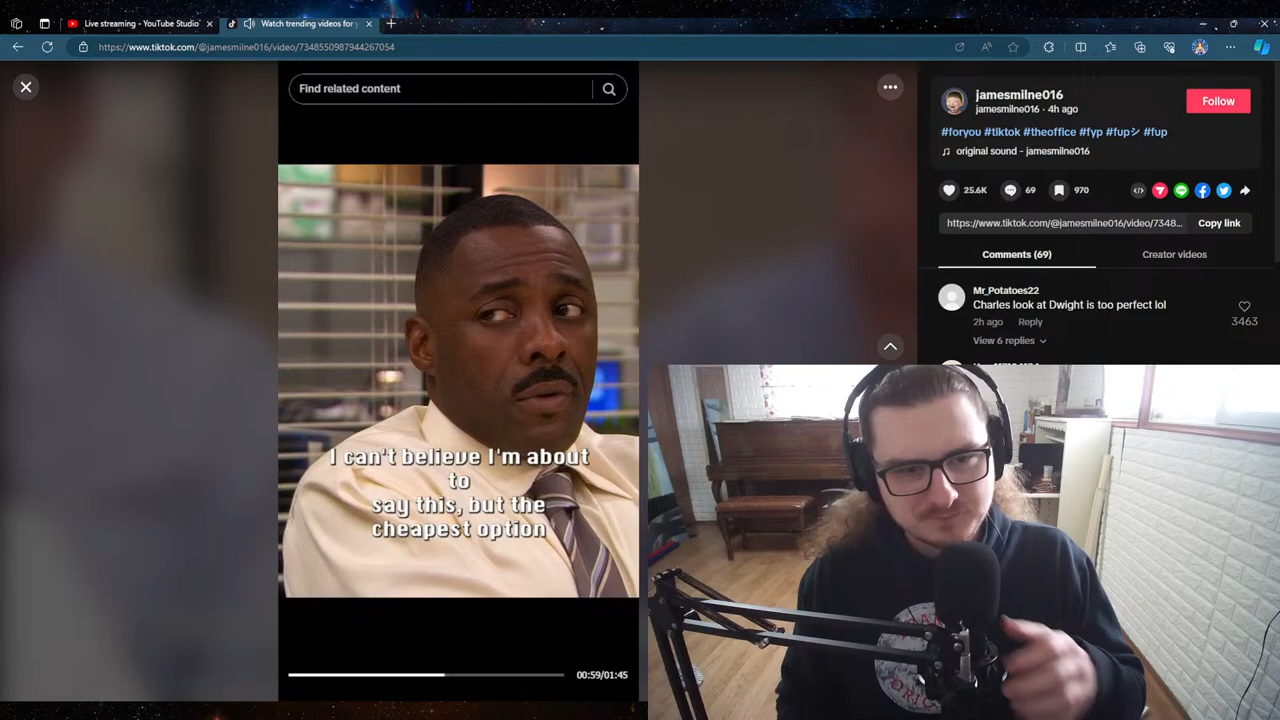 Live streaming - YouTube Studio
Watch trending videos for
https://www.tiktok.com/@jamesmilne016/video/7348550987944267054
Find related content
jamesmilne016
jamesmilne016 · 4h ago
Follow
#foryou #tiktok #theoffice #fyp #fupシ #fup
original sound - jamesmilne016
25.6K
69
970
https://www.tiktok.com/@jamesmilne016/video/7348...
Copy link
Comments (69)
Creator videos
Mr_Potatoes22
Charles look at Dwight is too perfect lol
2h ago Reply
3463
View 6 replies
I can't believe I'm about
to
say this, but the
cheapest option
00:59/01:45